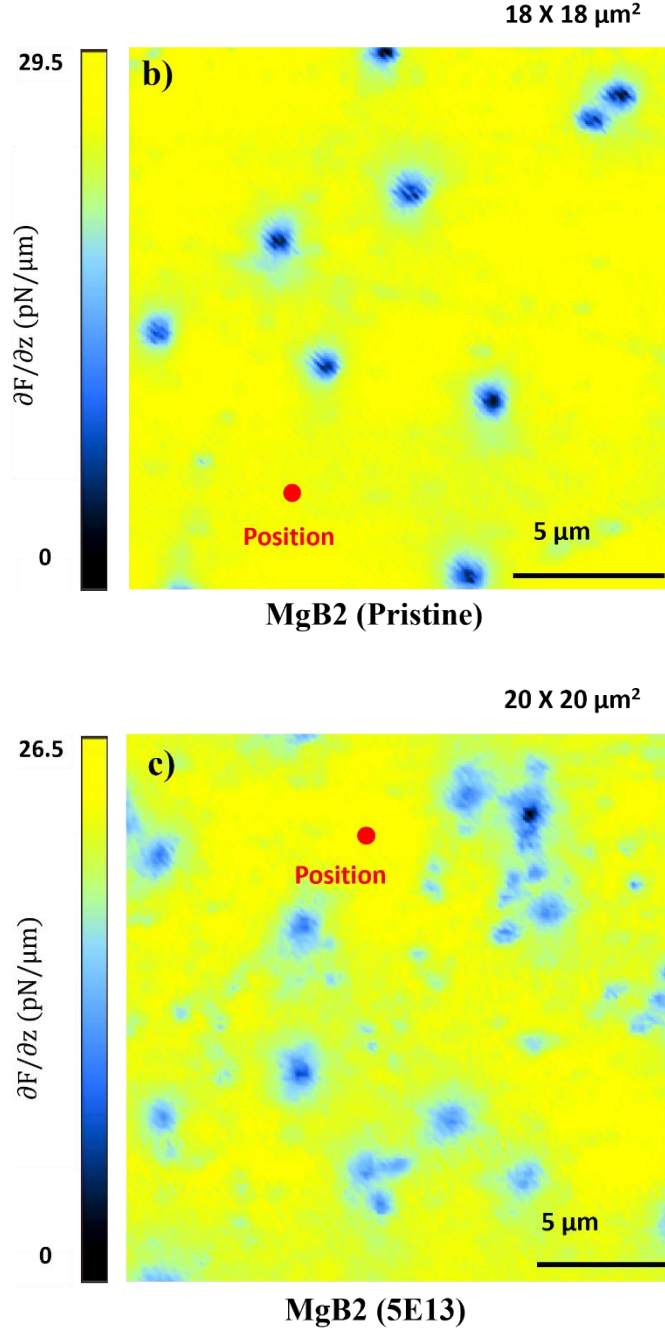 18 X 18 µm²
29.5
b)
∂F/∂z (pN/µm)
Position
5 µm
0
MgB2 (Pristine)
20 X 20 µm²
26.5
c)
Position
∂F/∂z (pN/µm)
5 µm
0
MgB2 (5E13)